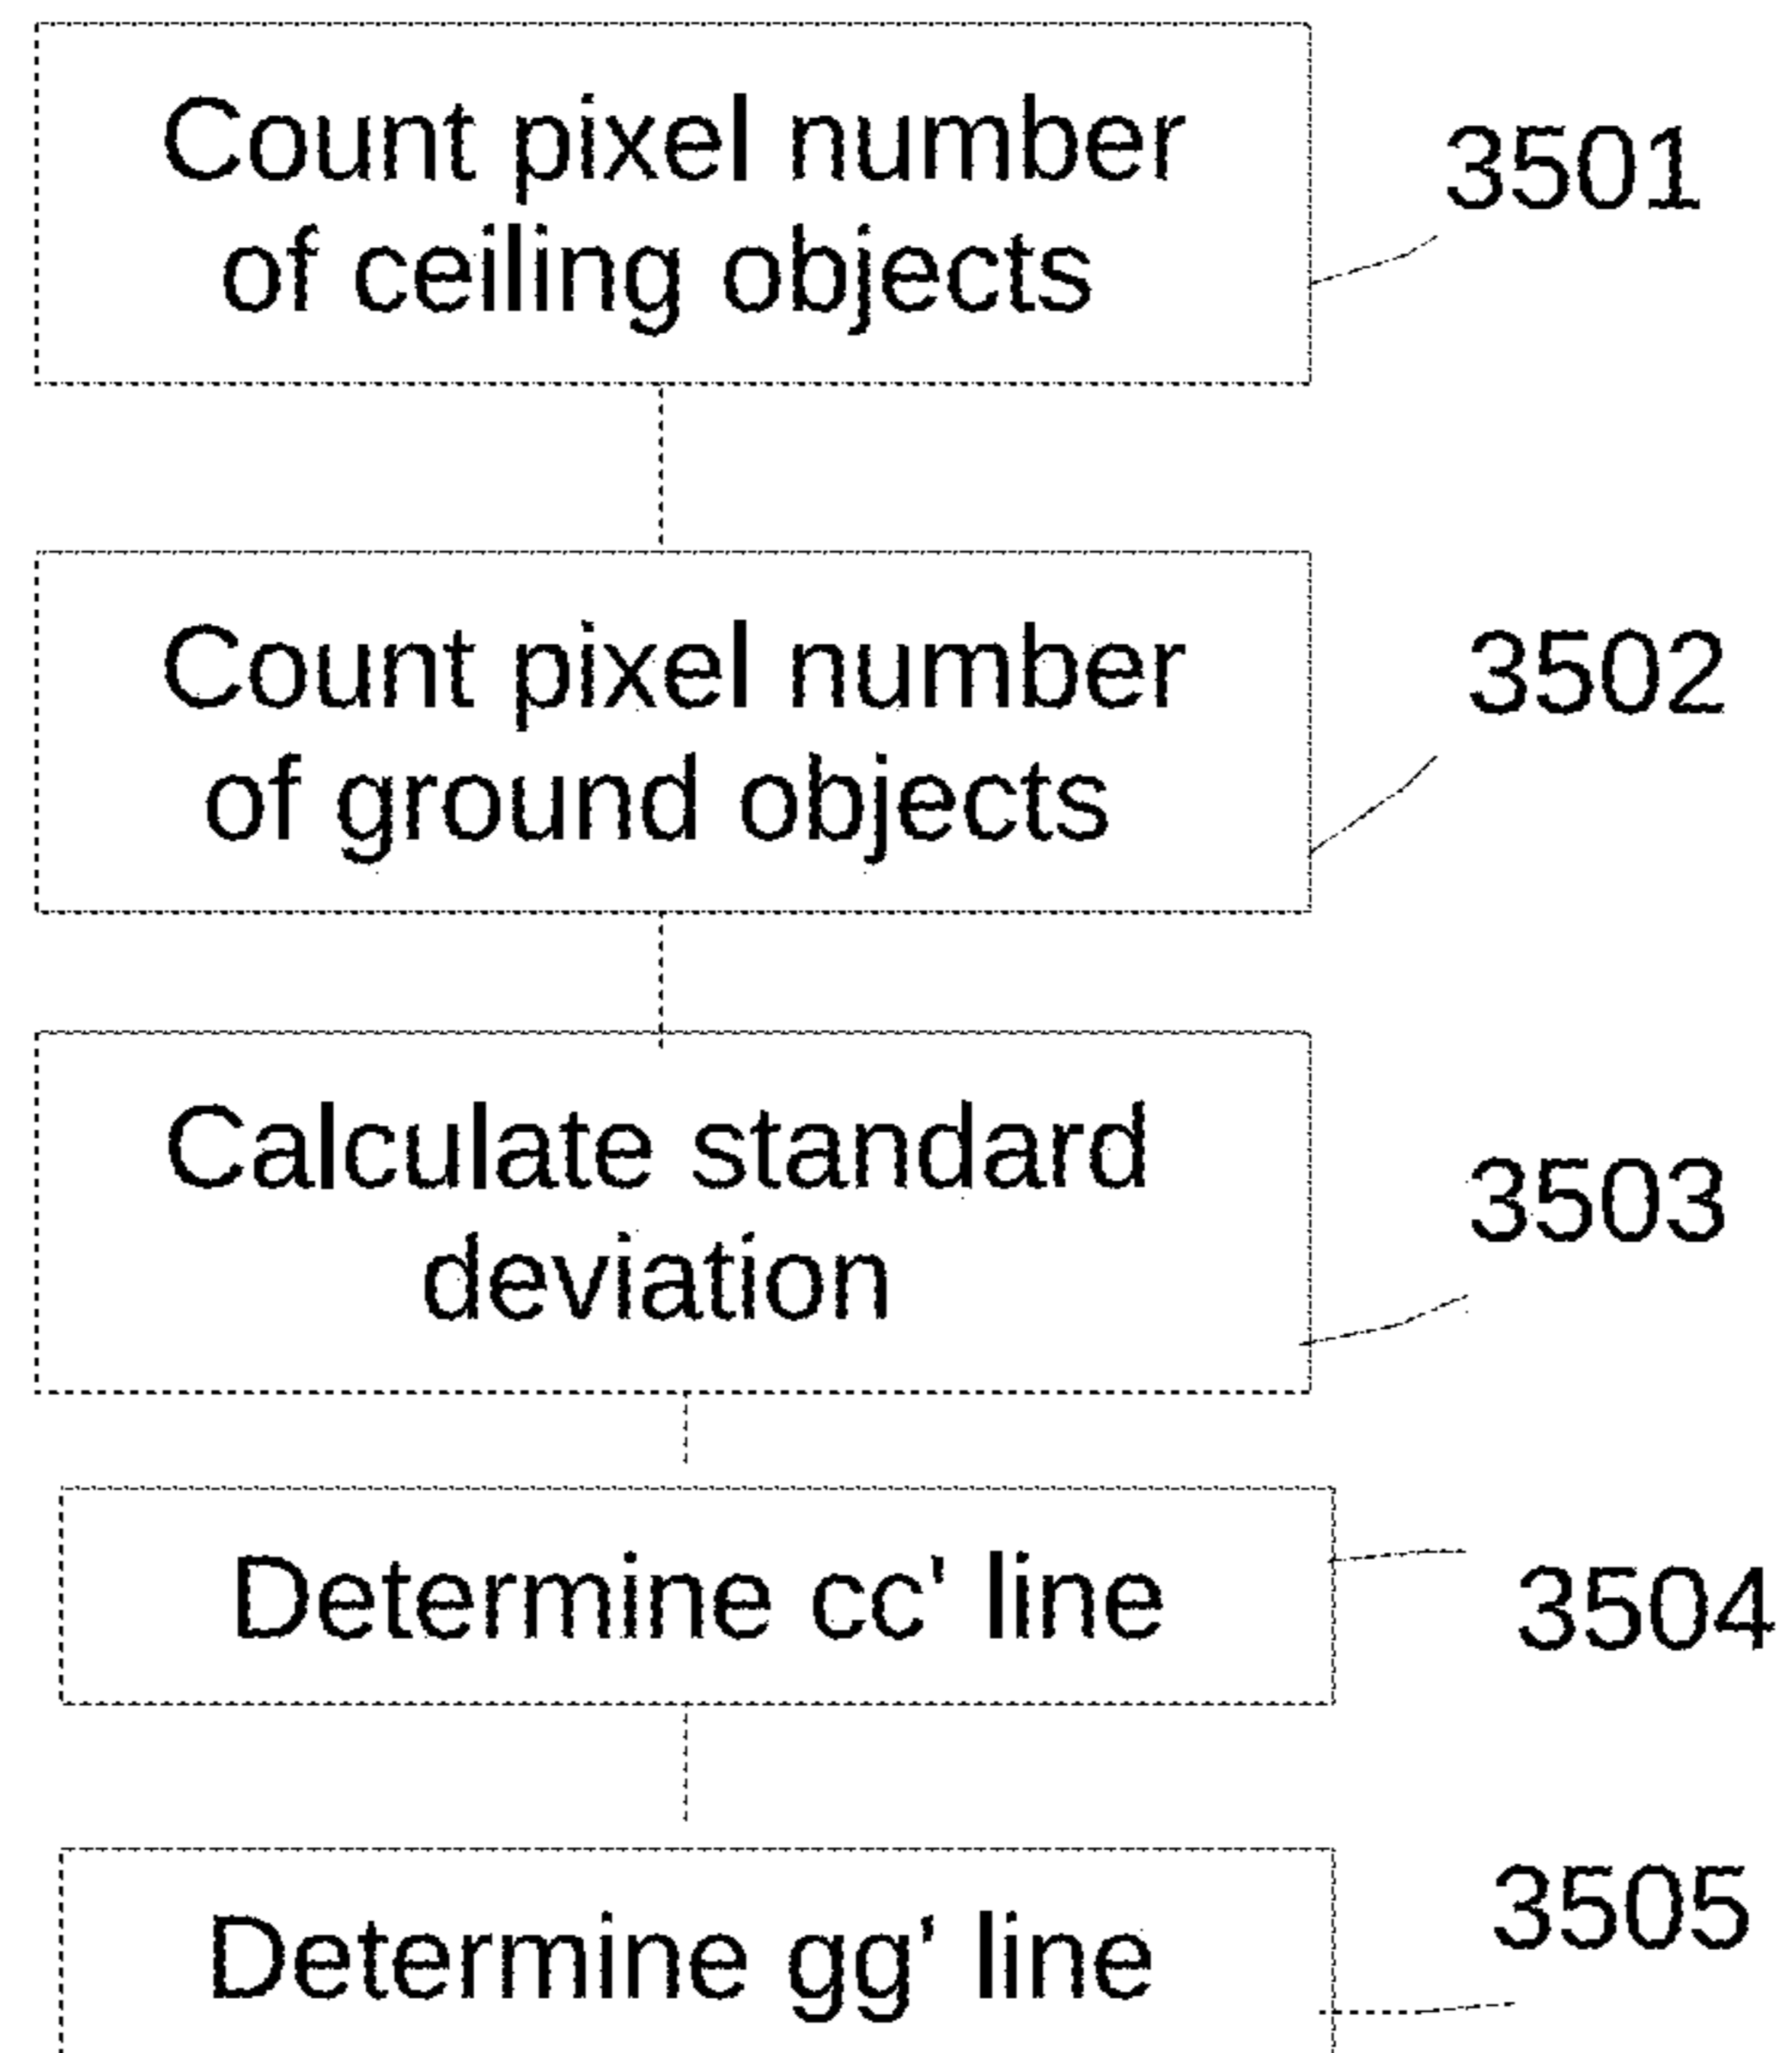 Count pixel number
of ceiling objects
3501
Count pixel number
of ground objects
3502
Calculate standard
deviation
3503
Determine cc' line
3504
Determine gg' line
3505